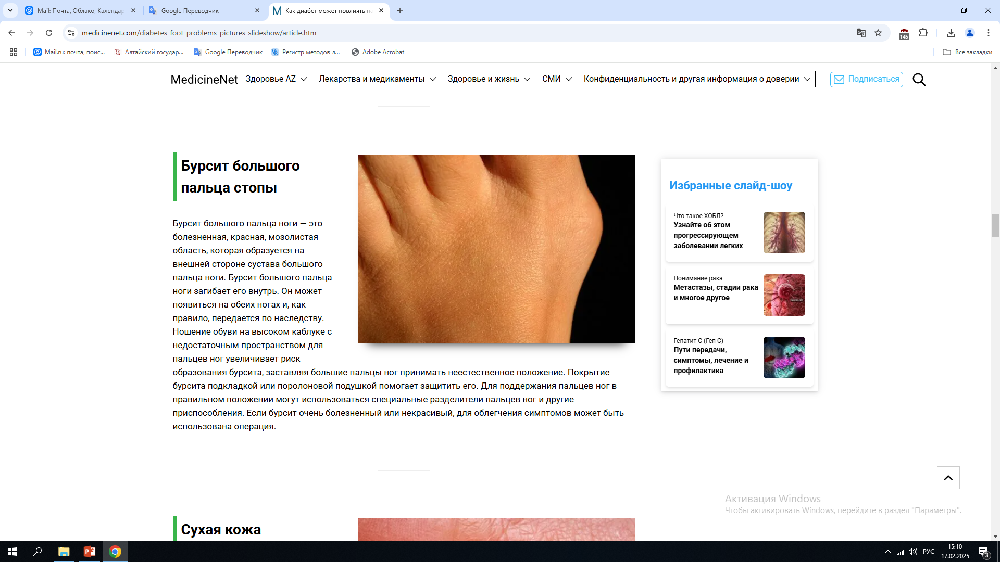 Mail: Почта, Облако, Календар
Google Переводчик
Как диабет может повлиять на
medicinenet.com/diabetes_foot_problems_pictures_slideshow/article.htm
145
Mail.ru: почта, поис...
Алтайский государ...
Google Переводчик
Регистр методов л...
Adobe Acrobat
Все закладки
MedicineNet
Здоровье AZ
Лекарства и медикаменты
Здоровье и жизнь
СМИ
Конфиденциальность и другая информация о доверии
Подписаться
Бурсит большого
пальца стопы
Бурсит большого пальца ноги — это
болезненная, красная, мозолистая
область, которая образуется на
внешней стороне сустава большого
пальца ноги. Бурсит большого пальца
ноги загибает его внутрь. Он может
появиться на обеих ногах и, как
правило, передается по наследству.
Ношение обуви на высоком каблуке с
недостаточным пространством для
пальцев ног увеличивает риск
образования бурсита, заставляя большие пальцы ног принимать неестественное положение. Покрытие
бурсита подкладкой или поролоновой подушкой помогает защитить его. Для поддержания пальцев ног в
правильном положении могут использоваться специальные разделители пальцев ног и другие
приспособления. Если бурсит очень болезненный или некрасивый, для облегчения симптомов может быть
использована операция.
Избранные слайд-шоу
Что такое ХОБЛ?
Узнайте об этом
прогрессирующем
заболевании легких
Понимание рака
Метастазы, стадии рака
и многое другое
Cancer cell
Гепатит С (Геп С)
Пути передачи,
симптомы, лечение и
профилактика
Сухая кожа
Активация Windows
Чтобы активировать Windows, перейдите в раздел "Параметры".
РУС
15:10
17.02.2025
3